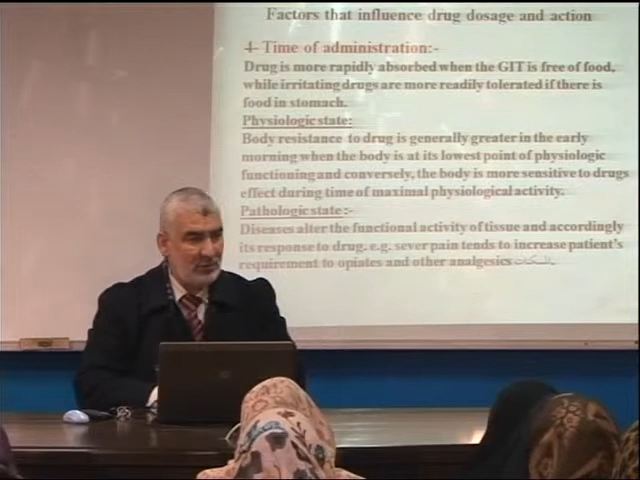 Factors that influence drug dosage and action
4- Time of administration:-
Drug is more rapidly absorbed when the GIT is free of food,
while irritating drugs are more readily tolerated if there is
food in stomach.
Physiologic state:
Body resistance to drug is generally greater in the early
morning when the body is at its lowest point of physiologic
functioning and conversely, the body is more sensitive to drugs
effect during time of maximal physiological activity.
Pathologic state:-
Diseases alter the functional activity of tissue and accordingly
its response to drug. e.g. sever pain tends to increase patient's
requirement to opiates and other analgesics